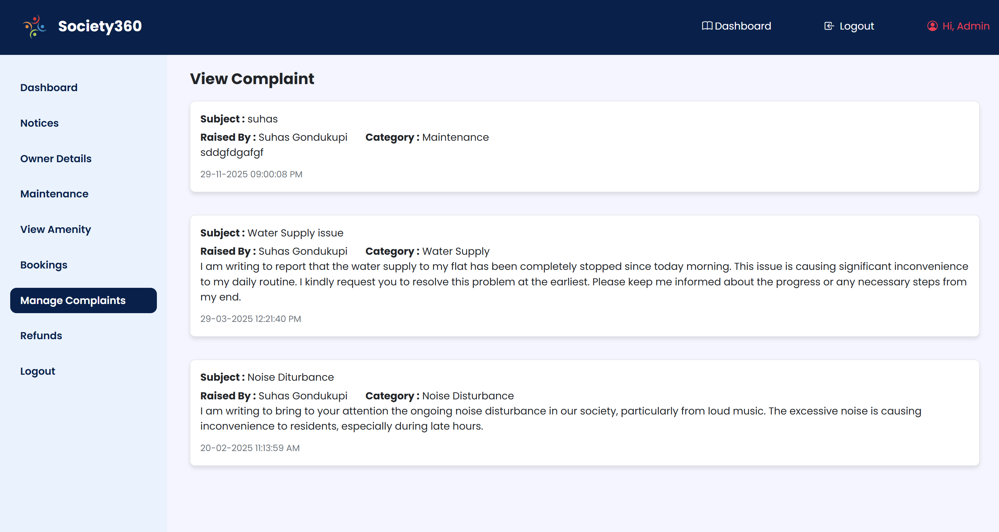 Society360
Dashboard
Logout
Hi, Admin
Dashboard
Notices
Owner Details
Maintenance
View Amenity
Bookings
Manage Complaints
Refunds
Logout
View Complaint
Subject : suhas
Raised By : Suhas Gondukupi Category : Maintenance
sddgfdgafgf
29-11-2025 09:00:08 PM
Subject : Water Supply issue
Raised By : Suhas Gondukupi Category : Water Supply
I am writing to report that the water supply to my flat has been completely stopped since today morning. This issue is causing significant inconvenience
to my daily routine. I kindly request you to resolve this problem at the earliest. Please keep me informed about the progress or any necessary steps from
my end.
29-03-2025 12:21:40 PM
Subject : Noise Diturbance
Raised By : Suhas Gondukupi Category : Noise Disturbance
I am writing to bring to your attention the ongoing noise disturbance in our society, particularly from loud music. The excessive noise is causing
inconvenience to residents, especially during late hours.
20-02-2025 11:13:59 AM